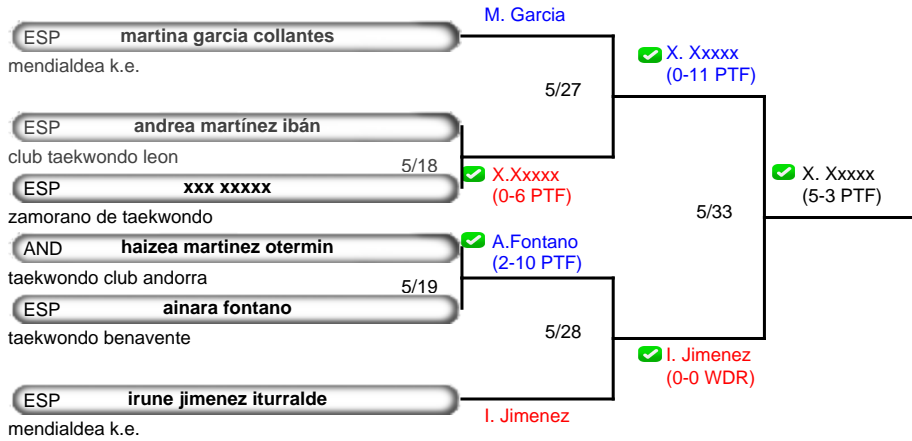 M. Garcia
ESP martina garcia collantes
mendialdea k.e.
X. Xxxxx
(0-11 PTF)
5/27
ESP andrea martínez ibán
club taekwondo leon
5/18
X.Xxxxx
(0-6 PTF)
ESP xxx xxxxx
zamorano de taekwondo
X. Xxxxx
(5-3 PTF)
5/33
AND haizea martinez otermin
taekwondo club andorra
A.Fontano
(2-10 PTF)
5/19
ESP ainara fontano
taekwondo benavente
5/28
I. Jimenez
(0-0 WDR)
ESP irune jimenez iturralde
mendialdea k.e.
I. Jimenez